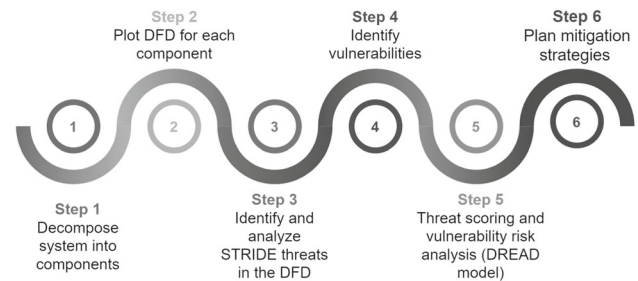 Step 1
Decompose
system into
components
1
Step 2
Plot DFD for each
component
2
Step 3
Identify and
analyze
STRIDE threats
in the DFD
3
Step 4
Identify
vulnerabilities
4
Step 5
Threat scoring and
vulnerability risk
analysis (DREAD
model)
5
Step 6
Plan mitigation
strategies
6